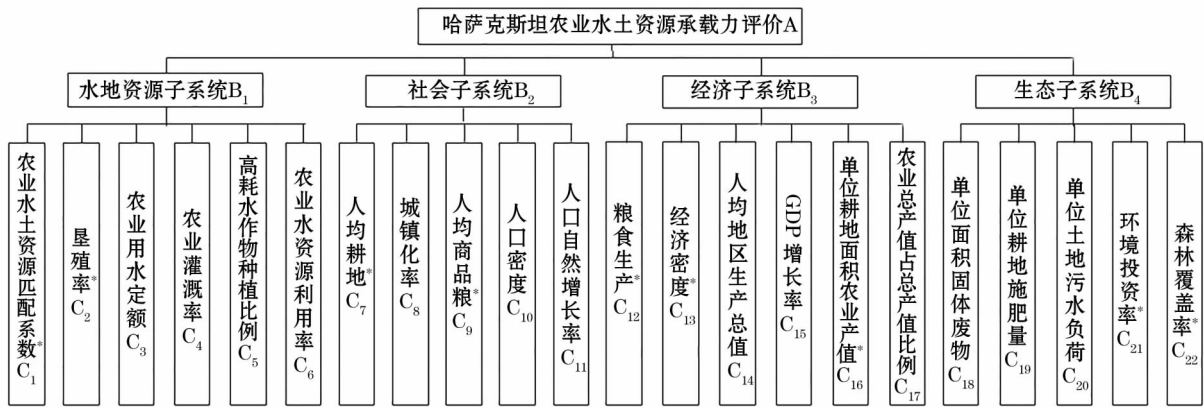 哈萨克斯坦农业水土资源承载力评价A
水地资源子系统B₁
社会子系统B₂
经济子系统B₃
生态子系统B₄
农业水土资源匹配系数*C₁
垦殖率*C₂
农业用水定额C₃
农业灌溉率C₄
高耗水作物种植比例C₅
农业水资源利用率C₆
人均耕地*C₇
城镇化率C₈
人均商品粮*C₉
人口密度C₁₀
人口自然增长率C₁₁
粮食生产*C₁₂
经济密度*C₁₃
人均地区生产总值C₁₄
GDP增长率C₁₅
单位耕地面积农业产值*C₁₆
农业总产值占总产值比例C₁₇
单位面积固体废物C₁₈
单位耕地施肥量C₁₉
单位土地污水负荷C₂₀
环境投资率*C₂₁
森林覆盖率*C₂₂